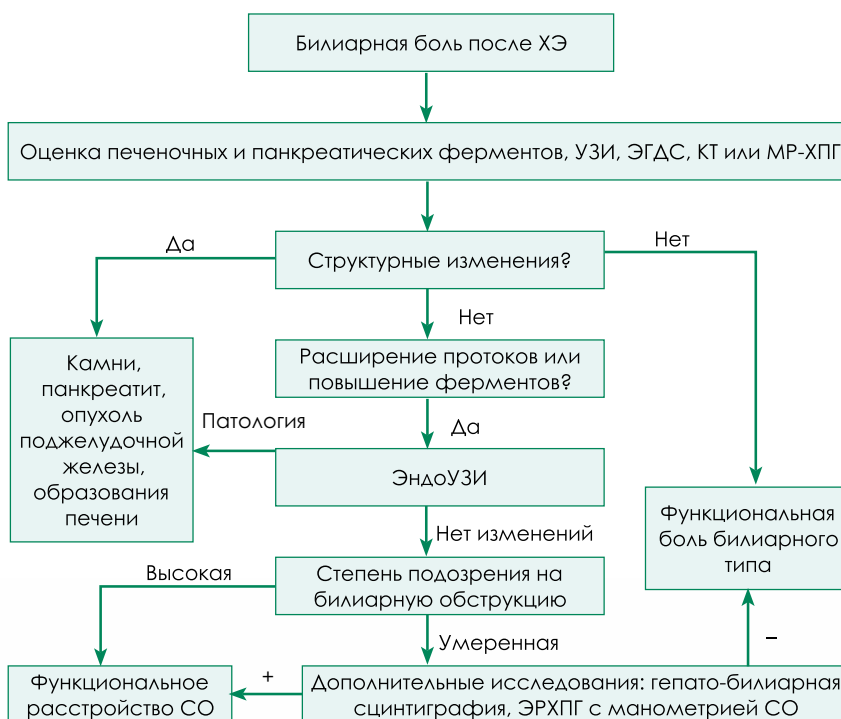 Билиарная боль после ХЭ
Оценка печеночных и панкреатических ферментов, УЗИ, ЭГДС, КТ или МР-ХПГ
Да
Структурные изменения?
Нет
Нет
Камни,
панкреатит,
опухоль
поджелудочной
железы,
образования
печени
Расширение протоков или
повышение ферментов?
Да
Патология
ЭндоУЗИ
Нет изменений
Функциональная
боль билиарного
типа
Высокая
Степень подозрения на
билиарную обструкцию
Умеренная
–
Функциональное
расстройство СО
+
Дополнительные исследования: гепато-билиарная
сцинтиграфия, ЭРХПГ с манометрией СО